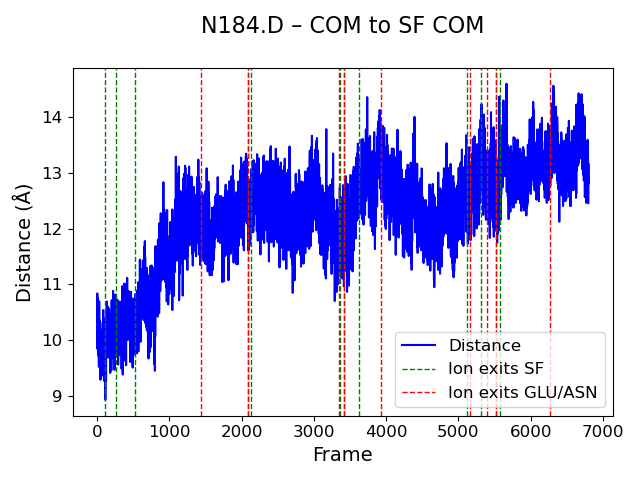 N184.D – COM to SF COM
Distance (Å)
14
13
12
11
10
9
Distance
Ion exits SF
Ion exits GLU/ASN
0 1000 2000 3000 4000 5000 6000 7000
Frame